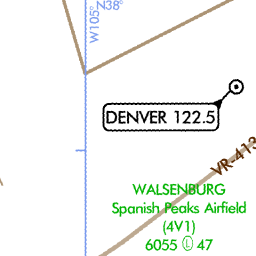 N38°
W105°
DENVER 122.5
VR-413
WALSENBURG
Spanish Peaks Airfield
(4V1)
6055 Ⓛ 47